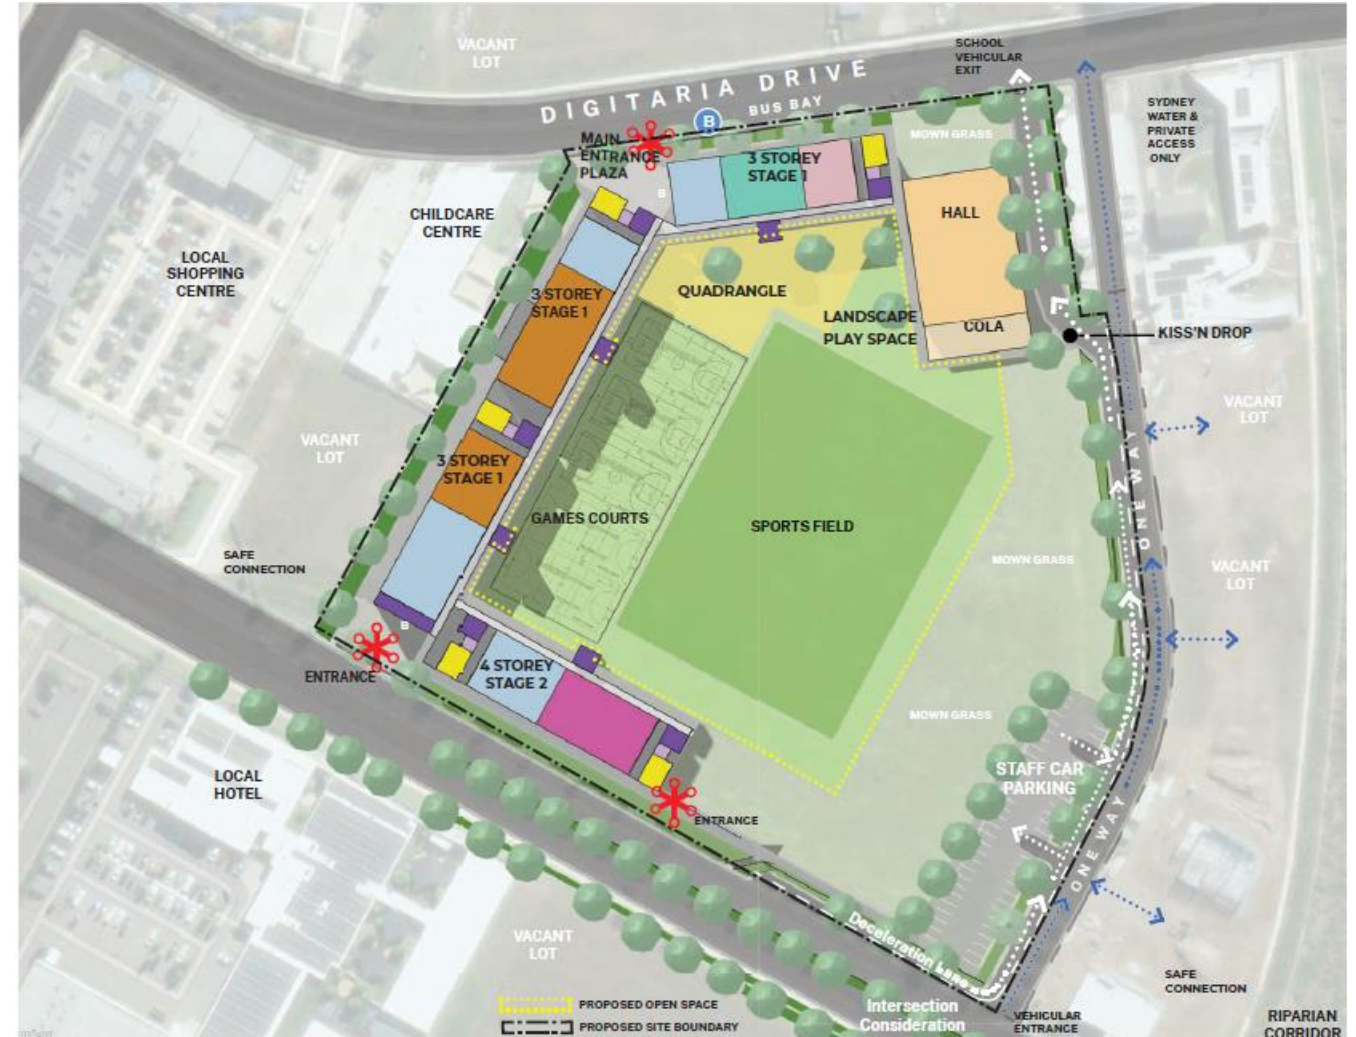 VACANT
LOT
SCHOOL
VEHICULAR
EXIT
DIGITARIA DRIVE
BUS BAY
B
SYDNEY
WATER &
PRIVATE
ACCESS
ONLY
MAIN
ENTRANCE
PLAZA
MOWN GRASS
3 STOREY
STAGE 1
B
CHILDCARE
CENTRE
HALL
LOCAL
SHOPPING
CENTRE
3 STOREY
STAGE 1
QUADRANGLE
LANDSCAPE
PLAY SPACE
COLA
KISS'N DROP
VACANT
LOT
VACANT
LOT
3 STOREY
STAGE 1
ONE WAY
GAMES COURTS
SPORTS FIELD
SAFE
CONNECTION
MOWN GRASS
VACANT
LOT
B
ENTRANCE
4 STOREY
STAGE 2
MOWN GRASS
LOCAL
HOTEL
STAFF CAR
PARKING
ENTRANCE
ONE WAY
VACANT
LOT
Deceleration Lane
SAFE
CONNECTION
PROPOSED OPEN SPACE
PROPOSED SITE BOUNDARY
Intersection
Consideration
VEHICULAR
ENTRANCE
RIPARIAN
CORRIDOR